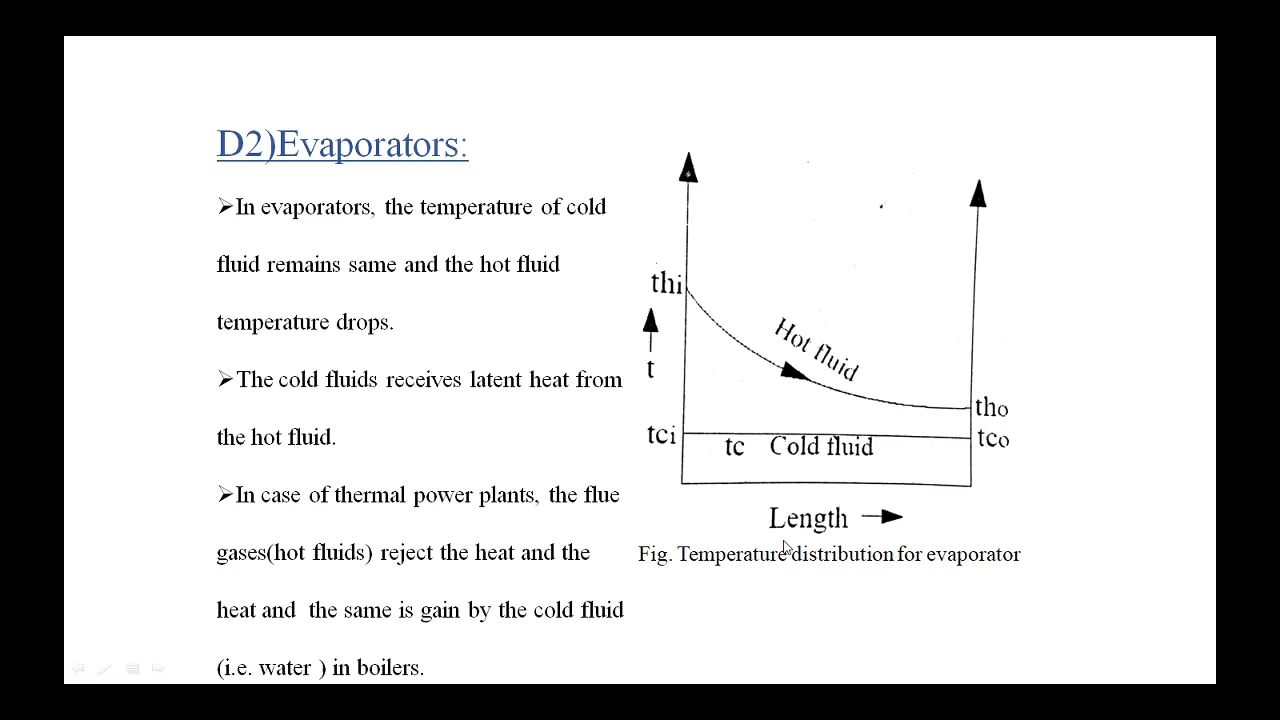 D2)Evaporators:
➢In evaporators, the temperature of cold
fluid remains same and the hot fluid
temperature drops.
➢The cold fluids receives latent heat from
the hot fluid.
➢In case of thermal power plants, the flue
gases(hot fluids) reject the heat and the
heat and the same is gain by the cold fluid
(i.e. water ) in boilers.
thi
t
Hot fluid
tho
tci
tc Cold fluid
tco
Length
Fig. Temperature distribution for evaporator